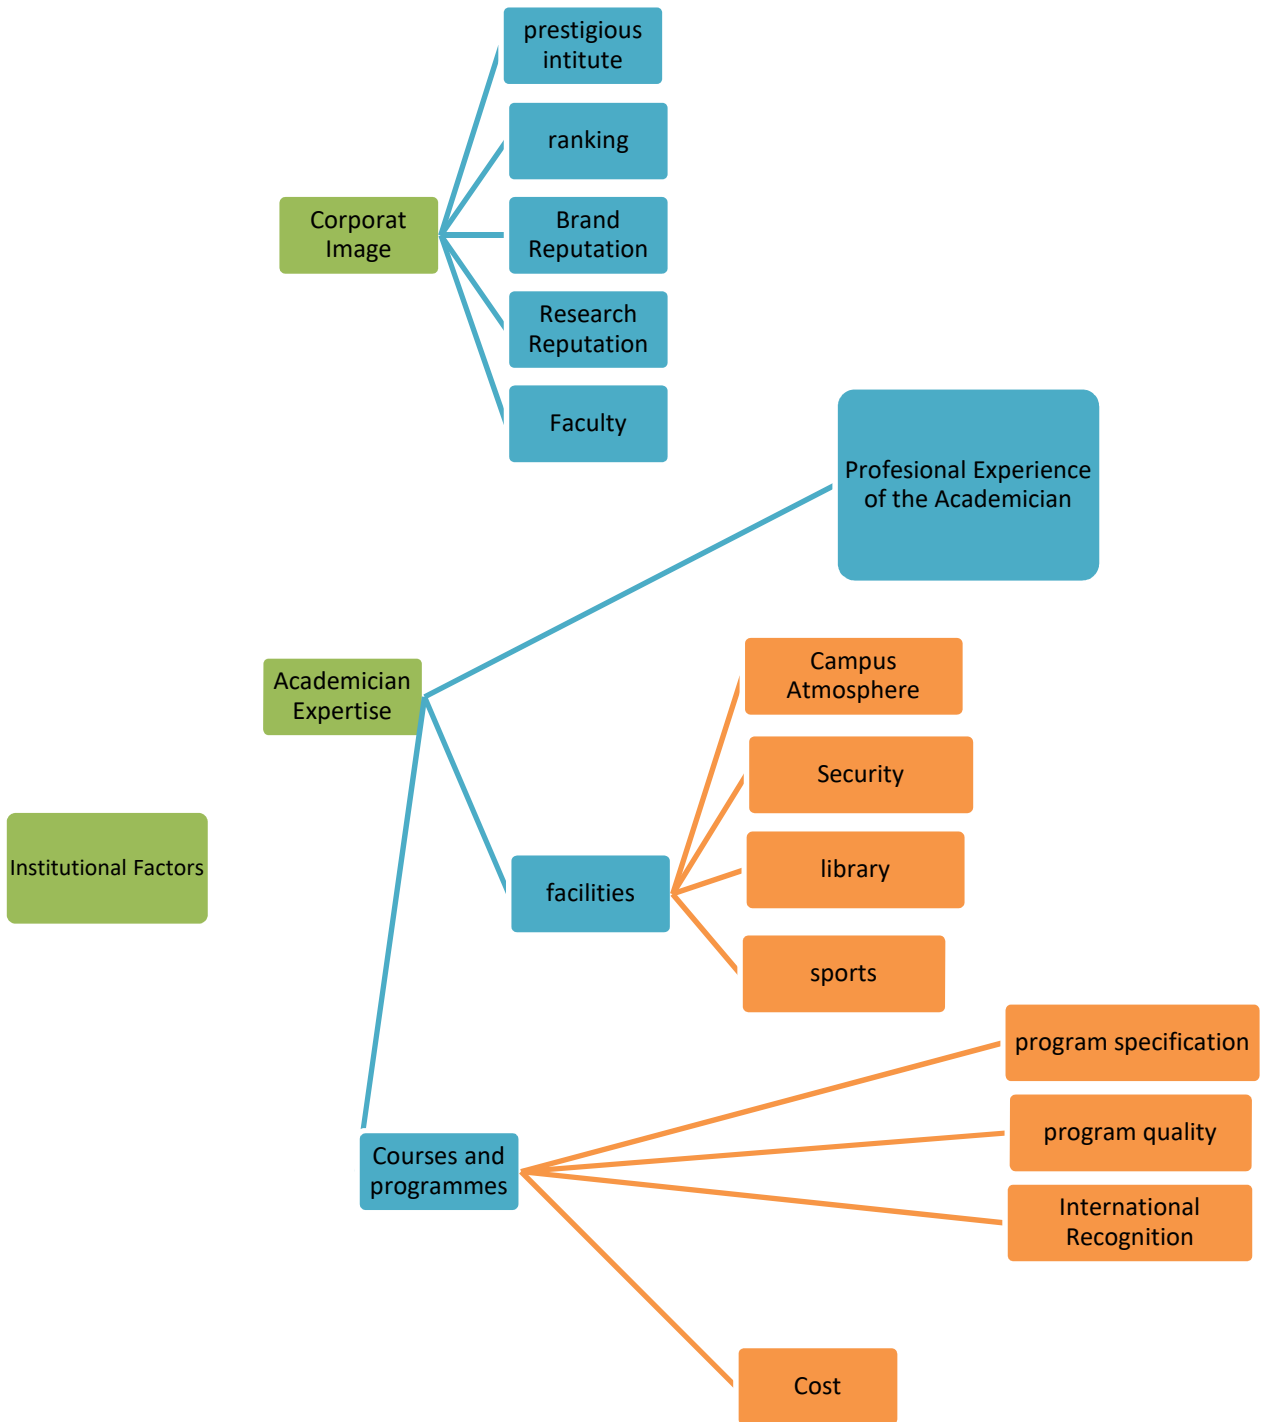 prestigious
intitute
ranking
Corporat
Image
Brand
Reputation
Research
Reputation
Faculty
Profesional Experience
of the Academician
Academician
Expertise
Campus
Atmosphere
Security
Institutional Factors
facilities
library
sports
program specification
program quality
Courses and
programmes
International
Recognition
Cost